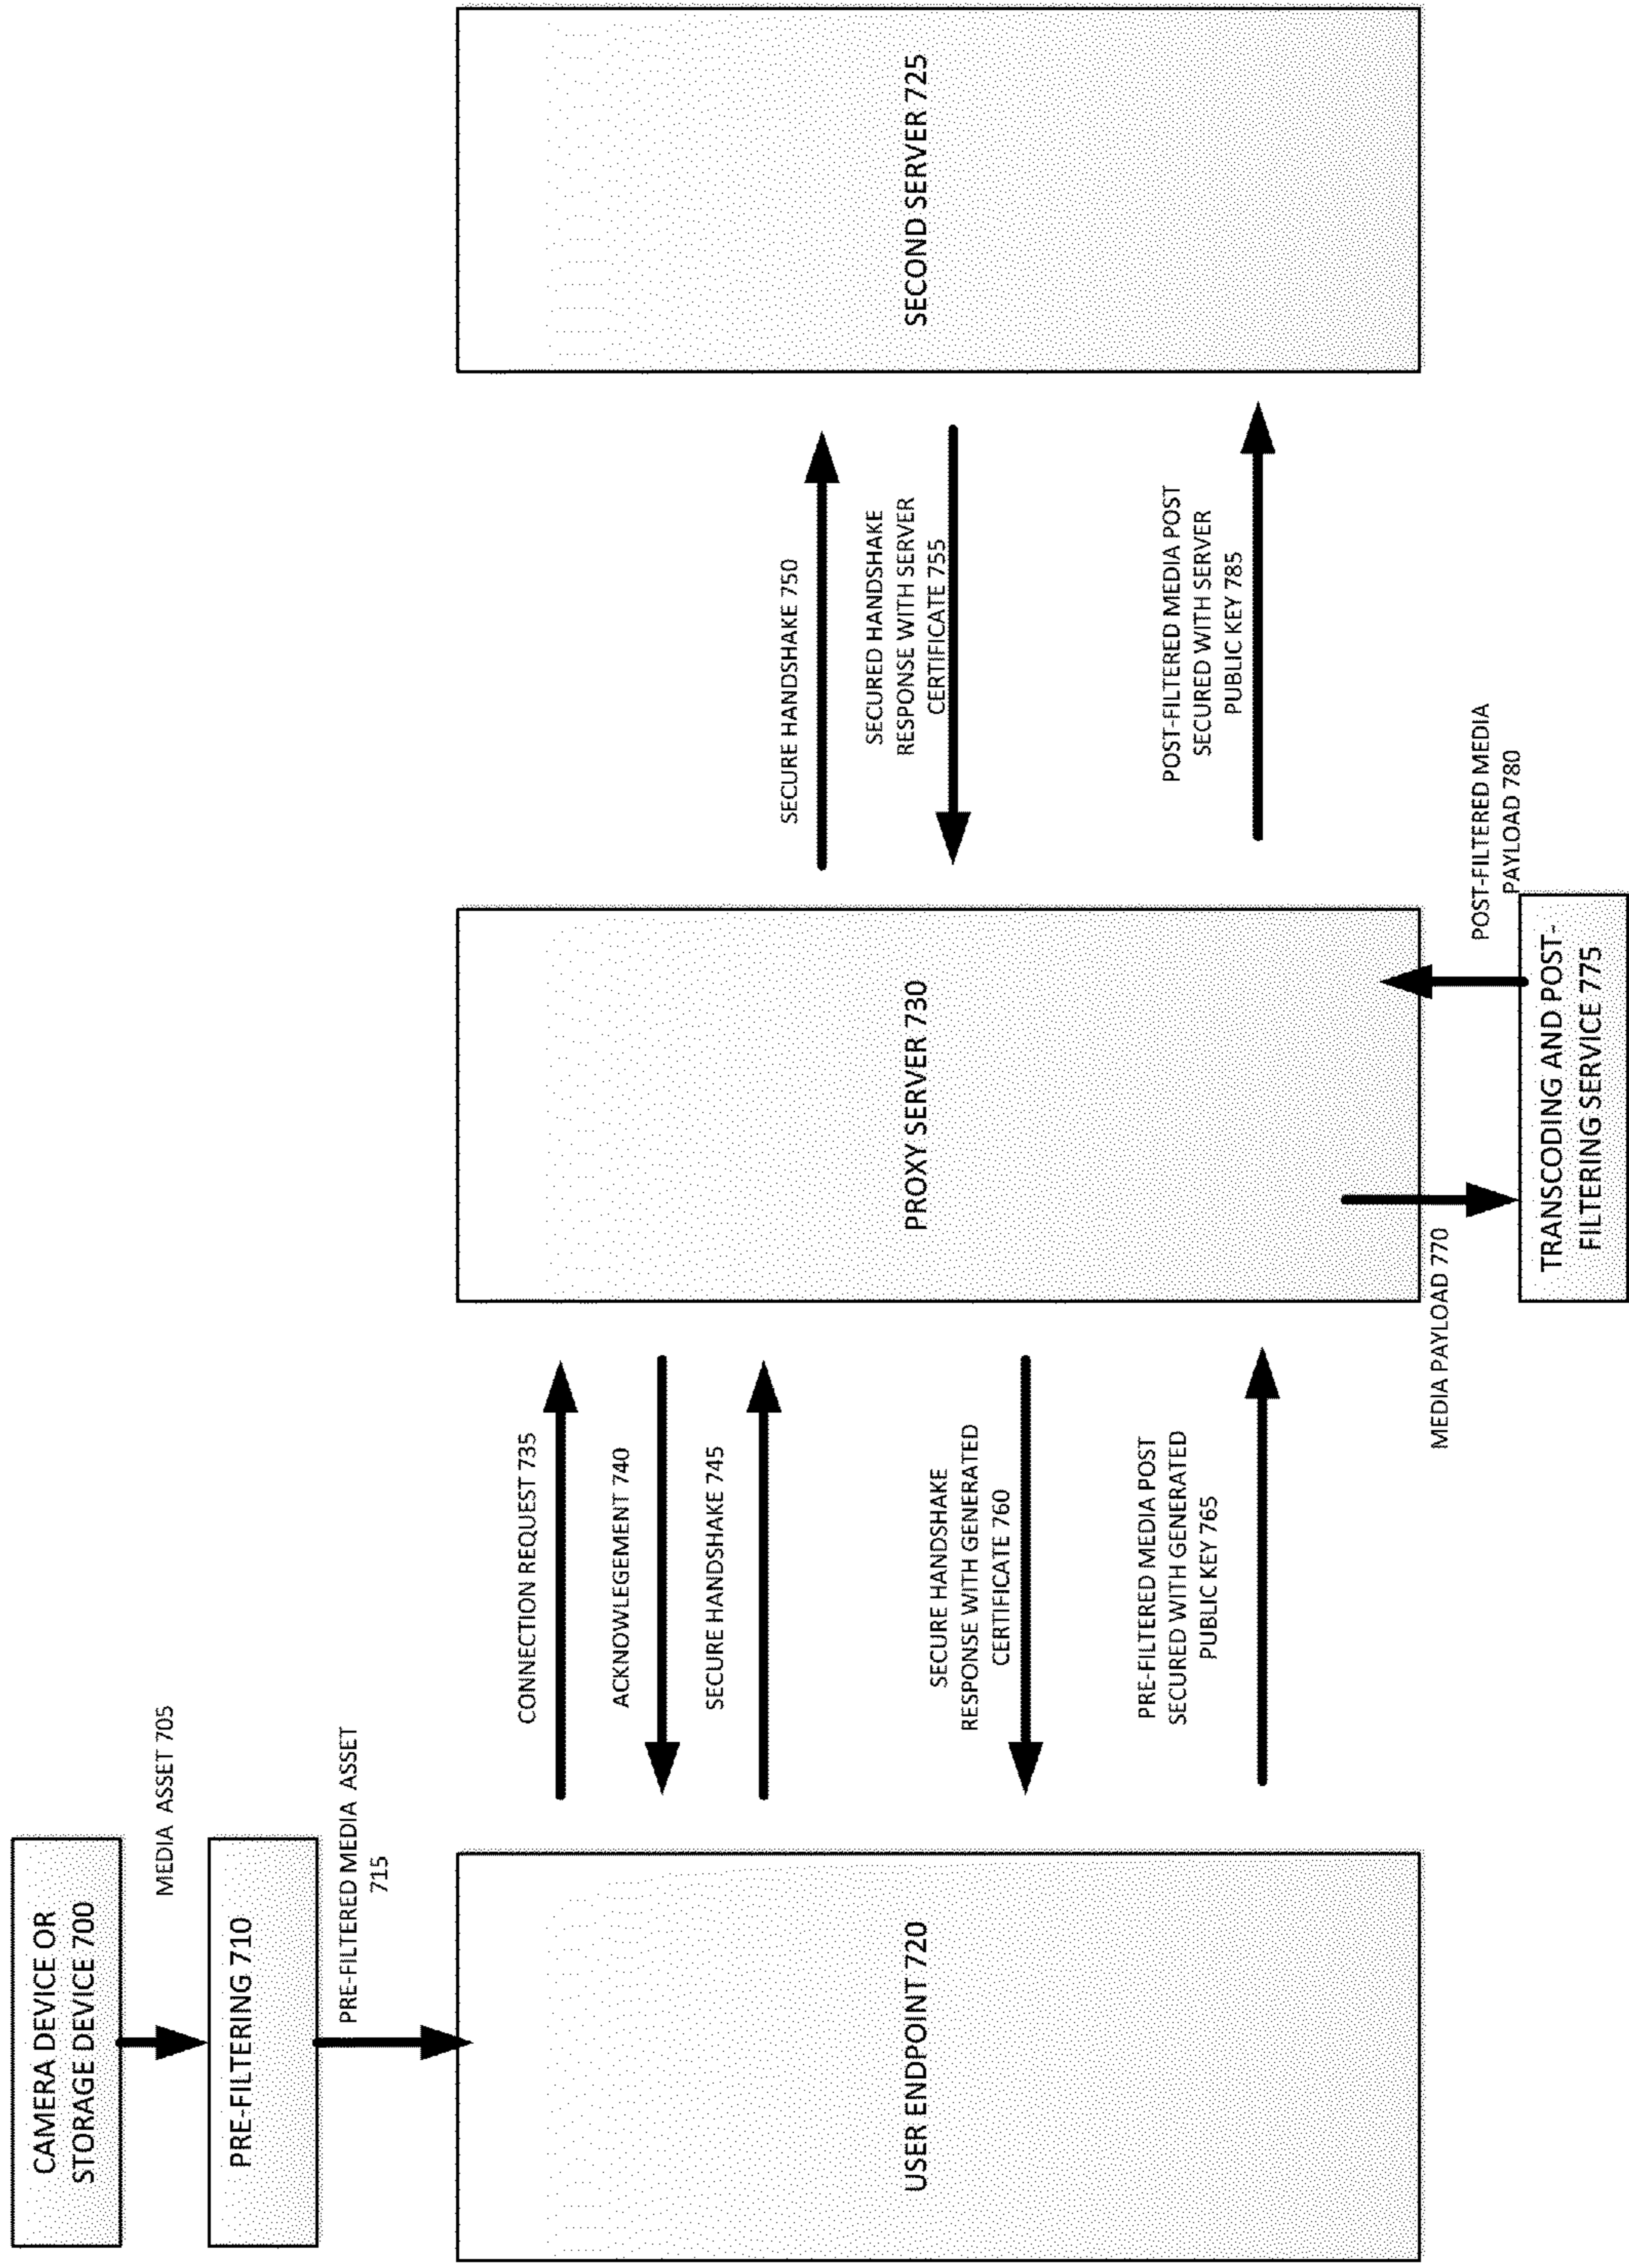 CAMERA DEVICE OR
STORAGE DEVICE 700
MEDIA ASSET 705
PRE-FILTERING 710
PRE-FILTERED MEDIA ASSET
715
USER ENDPOINT 720
PROXY SERVER 730
SECOND SERVER 725
CONNECTION REQUEST 735
ACKNOWLEGEMENT 740
SECURE HANDSHAKE 745
SECURE HANDSHAKE 750
SECURED HANDSHAKE
RESPONSE WITH SERVER
CERTIFICATE 755
SECURE HANDSHAKE
RESPONSE WITH GENERATED
CERTIFICATE 760
PRE-FILTERED MEDIA POST
SECURED WITH GENERATED
PUBLIC KEY 765
POST-FILTERED MEDIA POST
SECURED WITH SERVER
PUBLIC KEY 785
MEDIA PAYLOAD 770
POST-FILTERED MEDIA
PAYLOAD 780
TRANSCODING AND POST-
FILTERING SERVICE 775